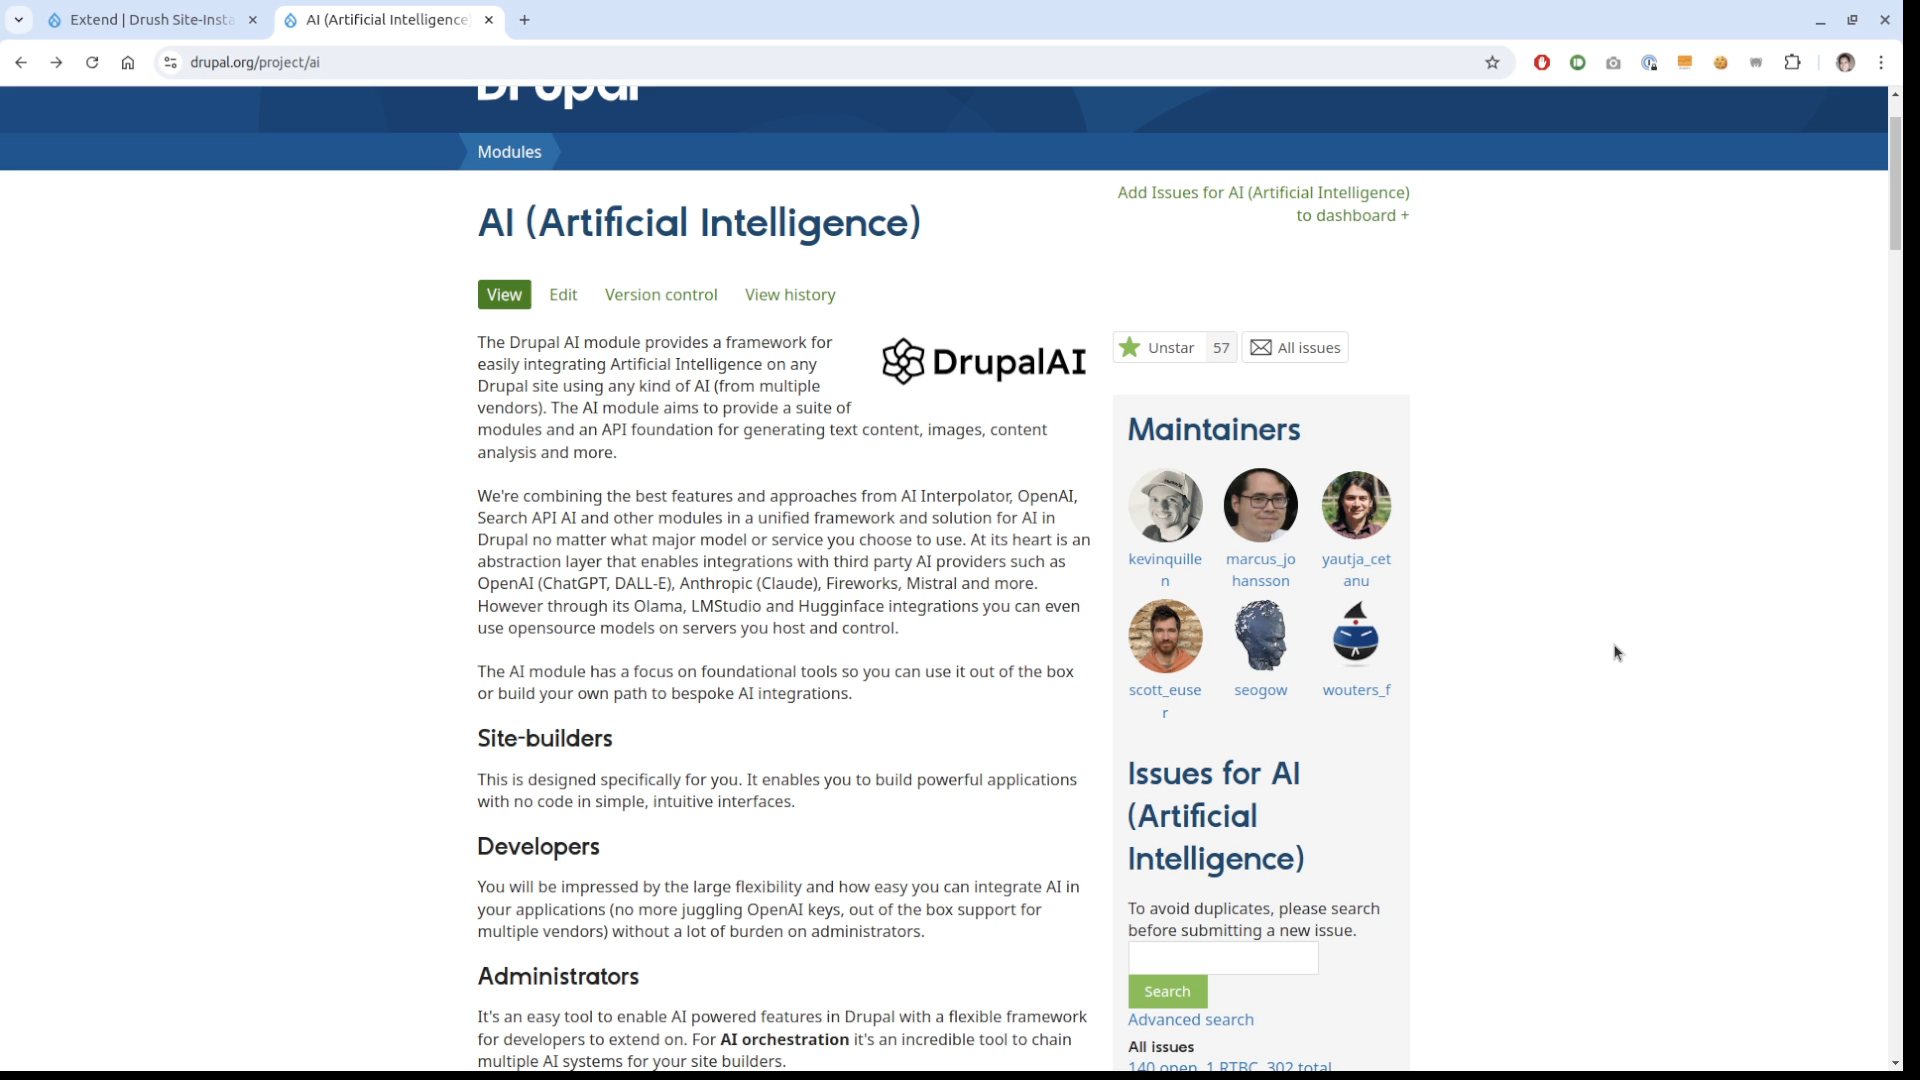 Extend | Drush Site-Insta
AI (Artificial Intelligence)
drupal.org/project/ai
Drupal
Modules
Add Issues for AI (Artificial Intelligence)
to dashboard +
AI (Artificial Intelligence)
View Edit Version control View history
The Drupal AI module provides a framework for
easily integrating Artificial Intelligence on any
Drupal site using any kind of AI (from multiple
vendors). The AI module aims to provide a suite of
modules and an API foundation for generating text content, images, content
analysis and more.
DrupalAI
We're combining the best features and approaches from AI Interpolator, OpenAI,
Search API AI and other modules in a unified framework and solution for AI in
Drupal no matter what major model or service you choose to use. At its heart is an
abstraction layer that enables integrations with third party AI providers such as
OpenAI (ChatGPT, DALL-E), Anthropic (Claude), Fireworks, Mistral and more.
However through its Olama, LMStudio and Hugginface integrations you can even
use opensource models on servers you host and control.
The AI module has a focus on foundational tools so you can use it out of the box
or build your own path to bespoke AI integrations.
Site-builders
This is designed specifically for you. It enables you to build powerful applications
with no code in simple, intuitive interfaces.
Developers
You will be impressed by the large flexibility and how easy you can integrate AI in
your applications (no more juggling OpenAI keys, out of the box support for
multiple vendors) without a lot of burden on administrators.
Administrators
It's an easy tool to enable AI powered features in Drupal with a flexible framework
for developers to extend on. For AI orchestration it's an incredible tool to chain
multiple AI systems for your site builders.
Unstar 57 All issues
Maintainers
kevinquille
n
marcus_jo
hansson
yautja_cet
anu
scott_euse
r
seogow
wouters_f
Issues for AI
(Artificial
Intelligence)
To avoid duplicates, please search
before submitting a new issue.
Search
Advanced search
All issues
140 open, 1 RTBC, 302 total